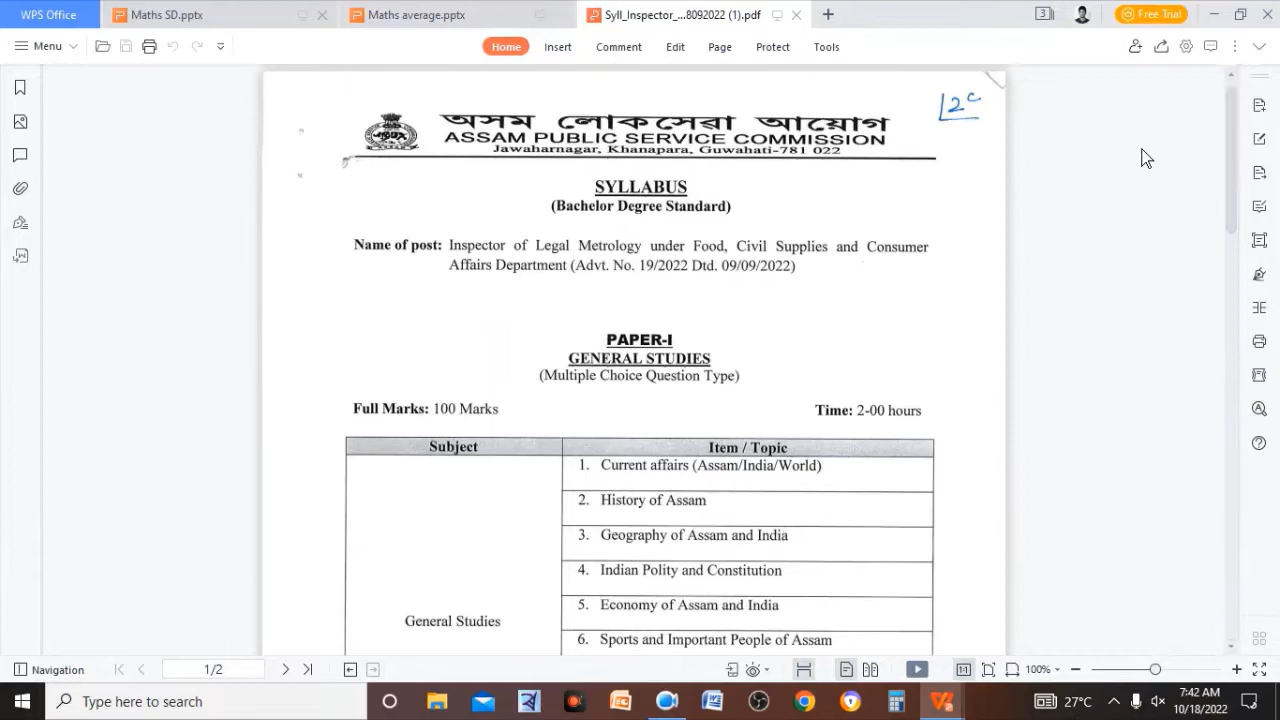 WPS Office
Maths SD.pptx
Maths average.pptx
Syll_Inspector_...8092022 (1).pdf
3
Free Trial
Menu
Home
Insert
Comment
Edit
Page
Protect
Tools
অসম লোকসেৱা আয়োগ
ASSAM PUBLIC SERVICE COMMISSION
Jawaharnagar, Khanapara, Guwahati-781 022
SYLLABUS
(Bachelor Degree Standard)
Name of post: Inspector of Legal Metrology under Food, Civil Supplies and Consumer
Affairs Department (Advt. No. 19/2022 Dtd. 09/09/2022)
PAPER-I
GENERAL STUDIES
(Multiple Choice Question Type)
Full Marks: 100 Marks
Time: 2-00 hours
Subject
Item / Topic
1. Current affairs (Assam/India/World)
2. History of Assam
3. Geography of Assam and India
4. Indian Polity and Constitution
5. Economy of Assam and India
General Studies
6. Sports and Important People of Assam
Navigation
1/2
100%
Type here to search
27°C
7:42 AM
10/18/2022